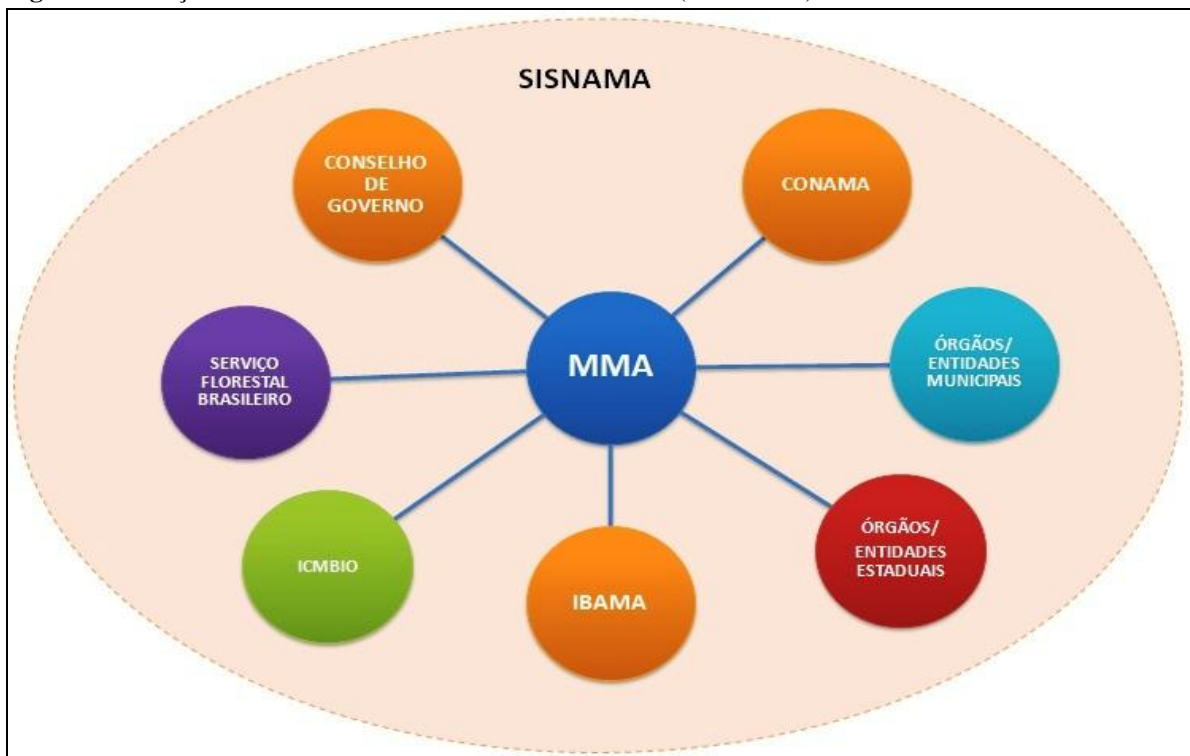 SISNAMA
CONSELHO
DE
GOVERNO
CONAMA
MMA
SERVIÇO
FLORESTAL
BRASILEIRO
ÓRGÃOS/
ENTIDADES
MUNICIPAIS
ICMBIO
IBAMA
ÓRGÃOS/
ENTIDADES
ESTADUAIS